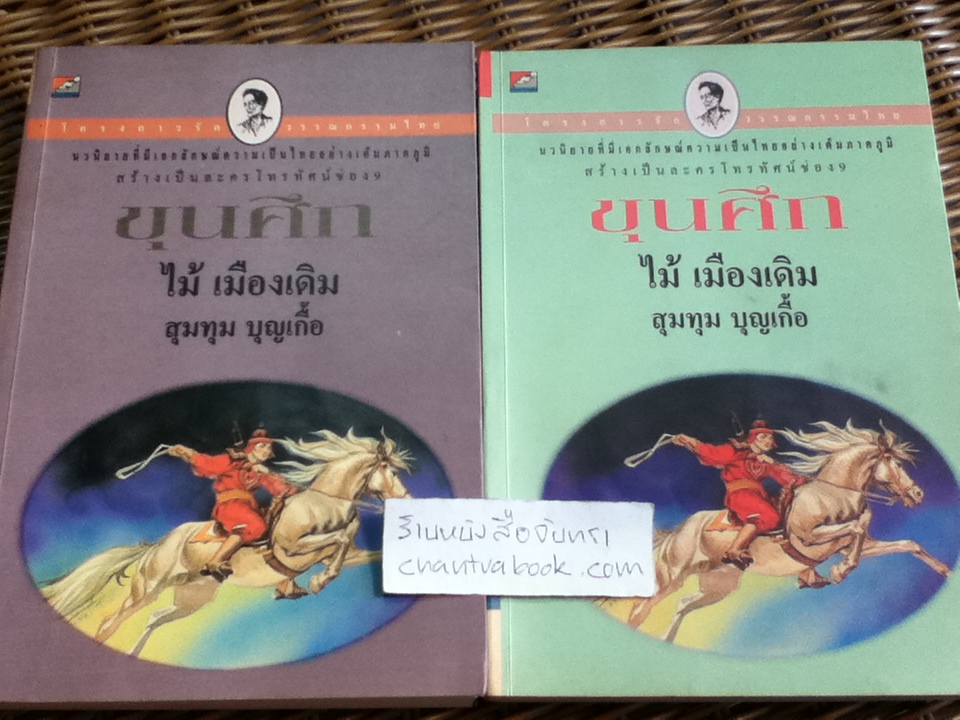 โครงการรักวรรณกรรมไทย
นวนิยายที่มีเอกลักษณ์ความเป็นไทยอย่างเต็มภาคภูมิ
สร้างเป็นละครโทรทัศน์ช่อง9
ขุนศึก
ไม้ เมืองเดิม
สุมทุม บุญเกื้อ
โครงการรักวรรณกรรมไทย
นวนิยายที่มีเอกลักษณ์ความเป็นไทยอย่างเต็มภาคภูมิ
สร้างเป็นละครโทรทัศน์ช่อง9
ขุนศึก
ไม้ เมืองเดิม
สุมทุม บุญเกื้อ
ร้านหนังสือจันทรา
chantrabook.com